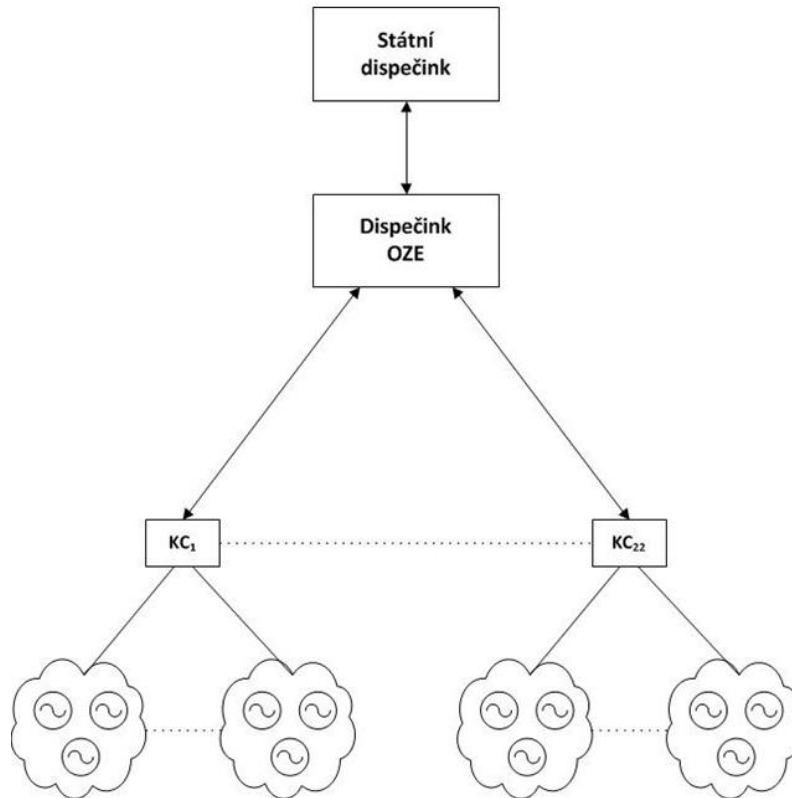 Státní
dispečink
Dispečink
OZE
KC₁
KC₂₂